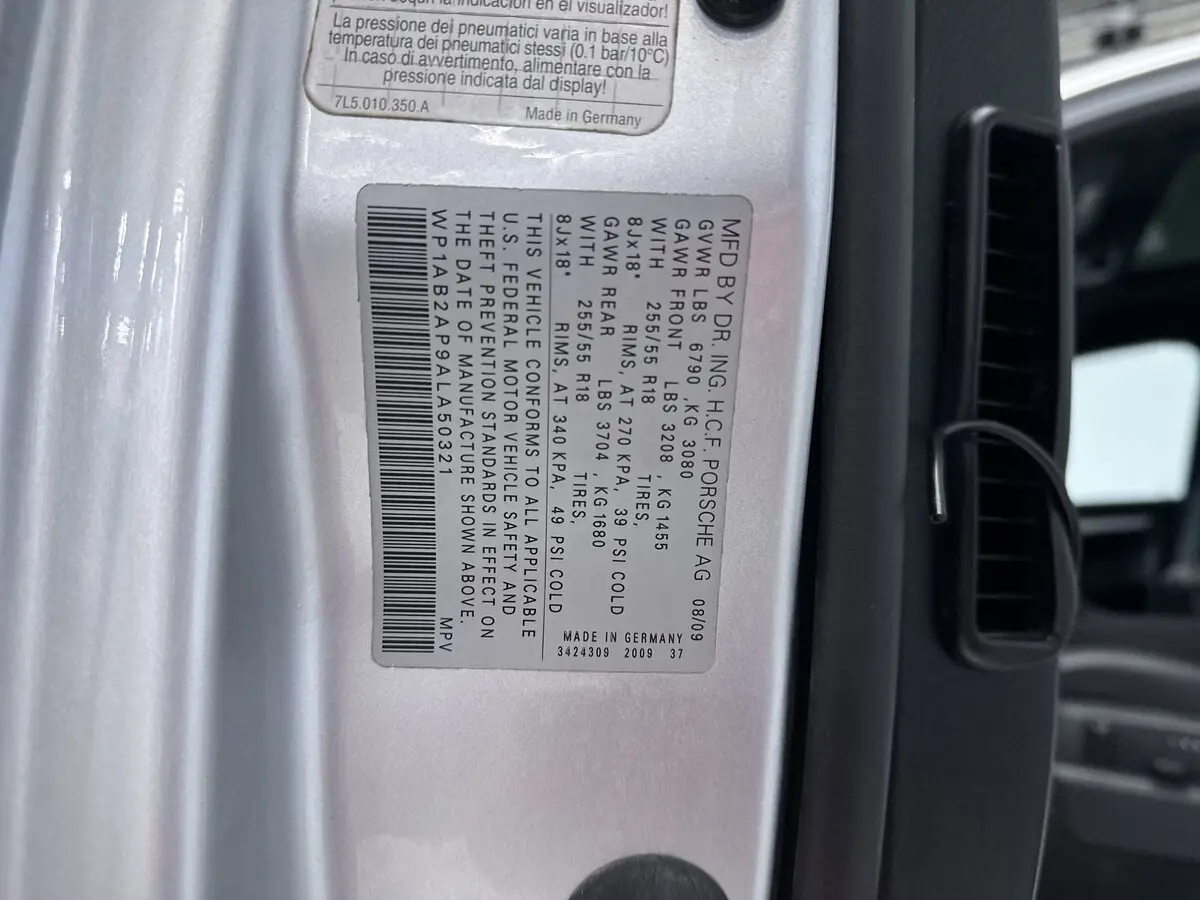 indicación en el visualizador!
La pressione dei pneumatici varia in base alla
temperatura dei pneumatici stessi (0.1 bar/10°C)
In caso di avvertimento, alimentare con la
pressione indicata dal display!
7L5.010.350.A Made in Germany
MFD BY DR. ING. H.C.F. PORSCHE AG 08/09
GVWR LBS 6790 ,KG 3080
GAWR FRONT LBS 3208 , KG 1455
WITH 255/55 R18 TIRES,
8Jx18" RIMS, AT 270 KPA, 39 PSI COLD
GAWR REAR LBS 3704 , KG 1680
WITH 255/55 R18 TIRES,
8Jx18" RIMS, AT 340 KPA, 49 PSI COLD
THIS VEHICLE CONFORMS TO ALL APPLICABLE
U.S. FEDERAL MOTOR VEHICLE SAFETY AND
THEFT PREVENTION STANDARDS IN EFFECT ON
THE DATE OF MANUFACTURE SHOWN ABOVE.
WP1AB2AP9ALA50321 MPV
MADE IN GERMANY
3424309 2009 37